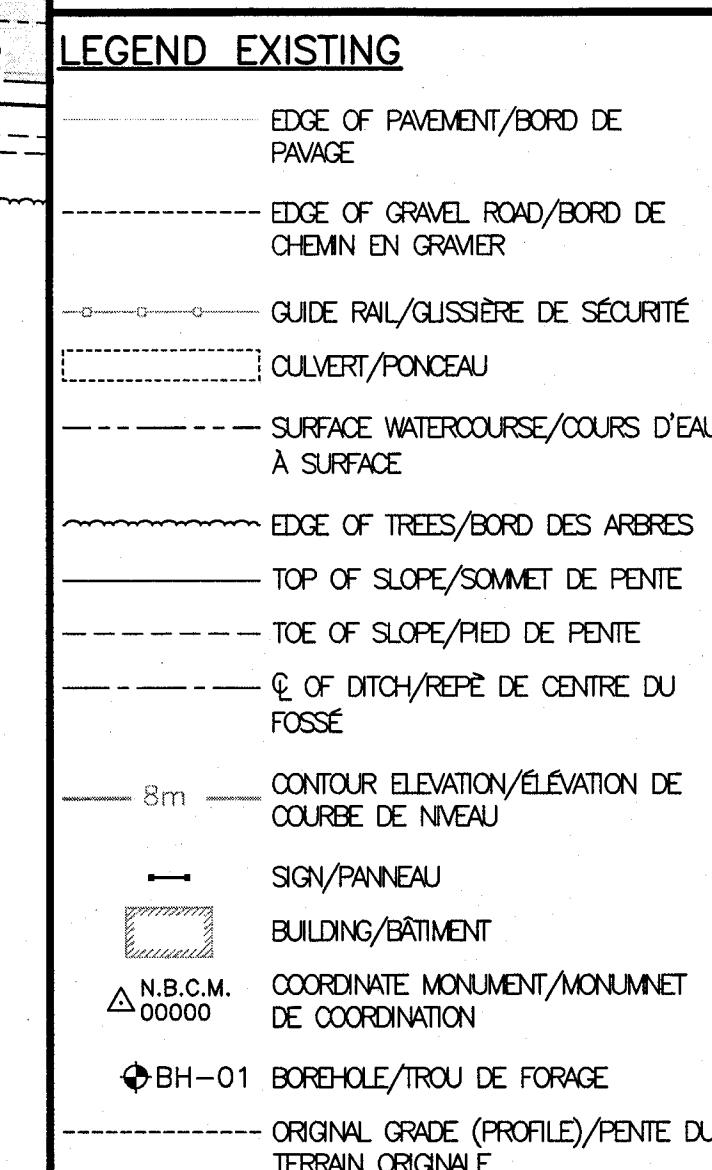 LEGEND EXISTING
EDGE OF PAVEMENT/BORD DE
PAVAGE
EDGE OF GRAVEL ROAD/BORD DE
CHEMIN EN GRAVIER
GUIDE RAIL/GLISSIÈRE DE SÉCURITÉ
CULVERT/PONCEAU
SURFACE WATERCOURSE/COURS D'EAU
À SURFACE
EDGE OF TREES/BORD DES ARBRES
TOP OF SLOPE/SOMMET DE PENTE
TOE OF SLOPE/PIED DE PENTE
℄ OF DITCH/REPÈ DE CENTRE DU
FOSSÉ
8m
CONTOUR ELEVATION/ÉLÉVATION DE
COURBE DE NIVEAU
SIGN/PANNEAU
BUILDING/BÂTIMENT
N.B.C.M.
00000
COORDINATE MONUMENT/MONUMNET
DE COORDINATION
BH-01 BOREHOLE/TROU DE FORAGE
ORIGINAL GRADE (PROFILE)/PENTE DU
TERRAIN ORIGINALE